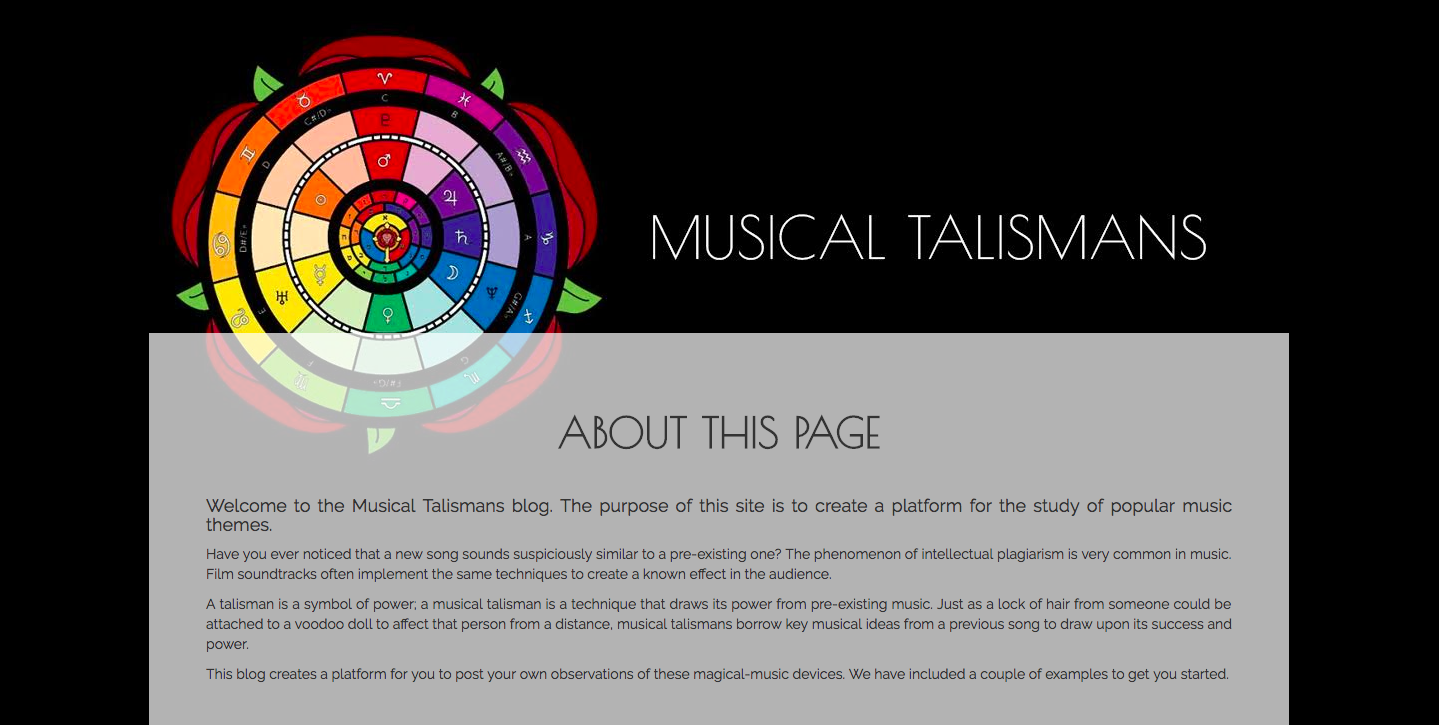 MUSICAL TALISMANS
C
B
C#/D♭
A#/B♭
D
D#/E♭
A
E
G#/A♭
F
G
ABOUT THIS PAGE
Welcome to the Musical Talismans blog. The purpose of this site is to create a platform for the study of popular music
themes.
Have you ever noticed that a new song sounds suspiciously similar to a pre-existing one? The phenomenon of intellectual plagiarism is very common in music.
Film soundtracks often implement the same techniques to create a known effect in the audience.
A talisman is a symbol of power; a musical talisman is a technique that draws its power from pre-existing music. Just as a lock of hair from someone could be
attached to a voodoo doll to affect that person from a distance, musical talismans borrow key musical ideas from a previous song to draw upon its success and
power.
This blog creates a platform for you to post your own observations of these magical-music devices. We have included a couple of examples to get you started.